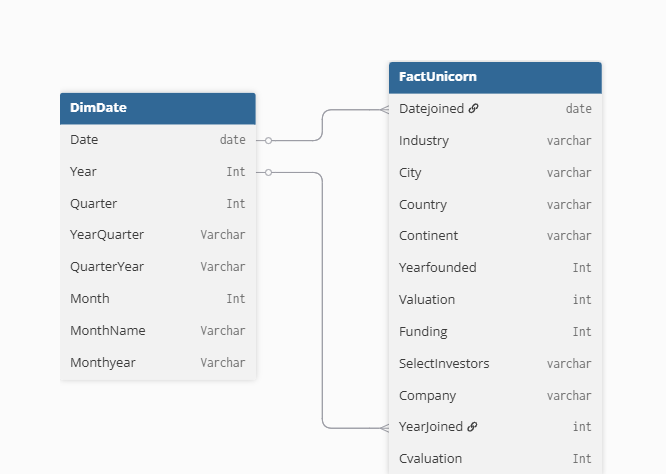 DimDate
Date date
Year Int
Quarter Int
YearQuarter Varchar
QuarterYear Varchar
Month Int
MonthName Varchar
Monthyear Varchar
FactUnicorn
Datejoined date
Industry varchar
City varchar
Country varchar
Continent varchar
Yearfounded Int
Valuation int
Funding Int
SelectInvestors varchar
Company varchar
YearJoined int
Cvaluation Int